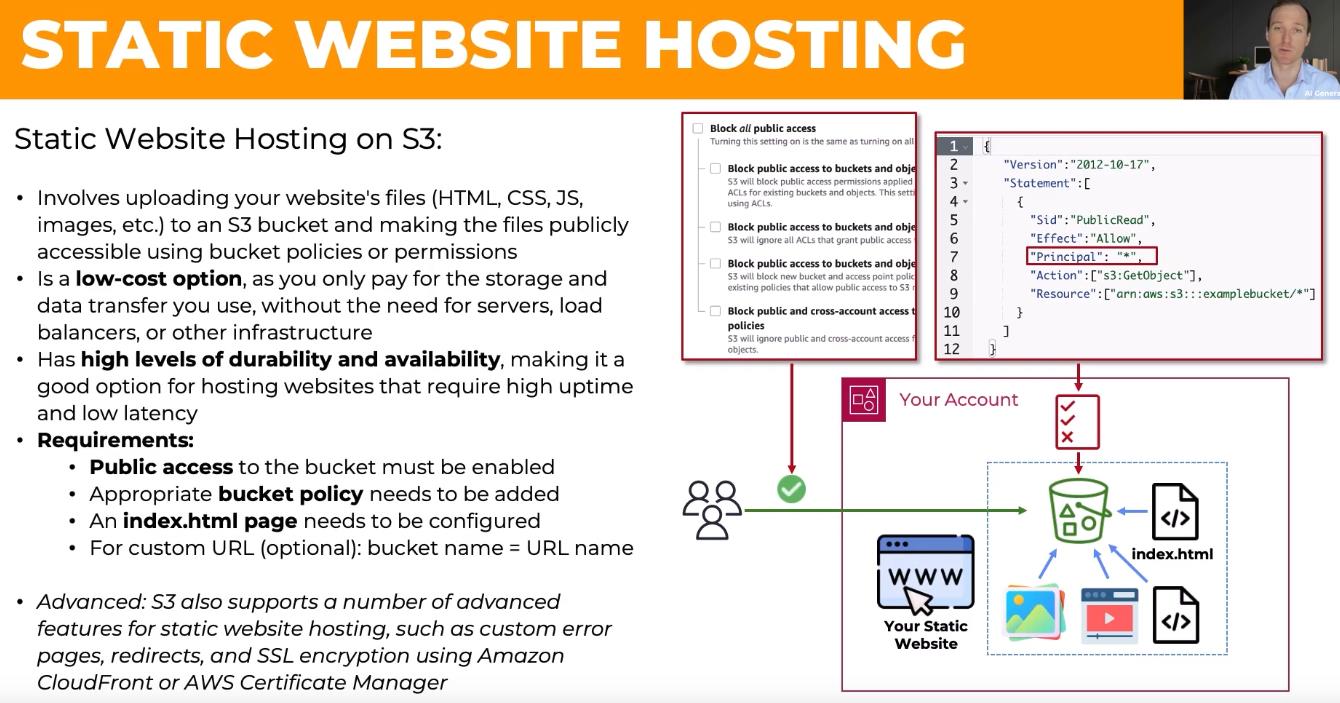 STATIC WEBSITE HOSTING
AI Genera
Static Website Hosting on S3:
• Involves uploading your website's files (HTML, CSS, JS,
images, etc.) to an S3 bucket and making the files publicly
accessible using bucket policies or permissions
• Is a low-cost option, as you only pay for the storage and
data transfer you use, without the need for servers, load
balancers, or other infrastructure
• Has high levels of durability and availability, making it a
good option for hosting websites that require high uptime
and low latency
• Requirements:
• Public access to the bucket must be enabled
• Appropriate bucket policy needs to be added
• An index.html page needs to be configured
• For custom URL (optional): bucket name = URL name
• Advanced: S3 also supports a number of advanced
features for static website hosting, such as custom error
pages, redirects, and SSL encryption using Amazon
CloudFront or AWS Certificate Manager
Block all public access
Turning this setting on is the same as turning on all
Block public access to buckets and obje
S3 will block public access permissions applied
ACLs for existing buckets and objects. This setti
using ACLs.
Block public access to buckets and obje
S3 will ignore all ACLs that grant public access
Block public access to buckets and obje
S3 will block new bucket and access point polic
existing policies that allow public access to S3
Block public and cross-account access t
policies
S3 will ignore public and cross-account access f
objects.
1 {
2 "Version":"2012-10-17",
3 "Statement":[
4 {
5 "Sid":"PublicRead",
6 "Effect":"Allow",
7 "Principal": "*",
8 "Action":["s3:GetObject"],
9 "Resource":["arn:aws:s3:::examplebucket/*"]
10 }
11 ]
12 }
Your Account
WWW
Your Static
Website
index.html